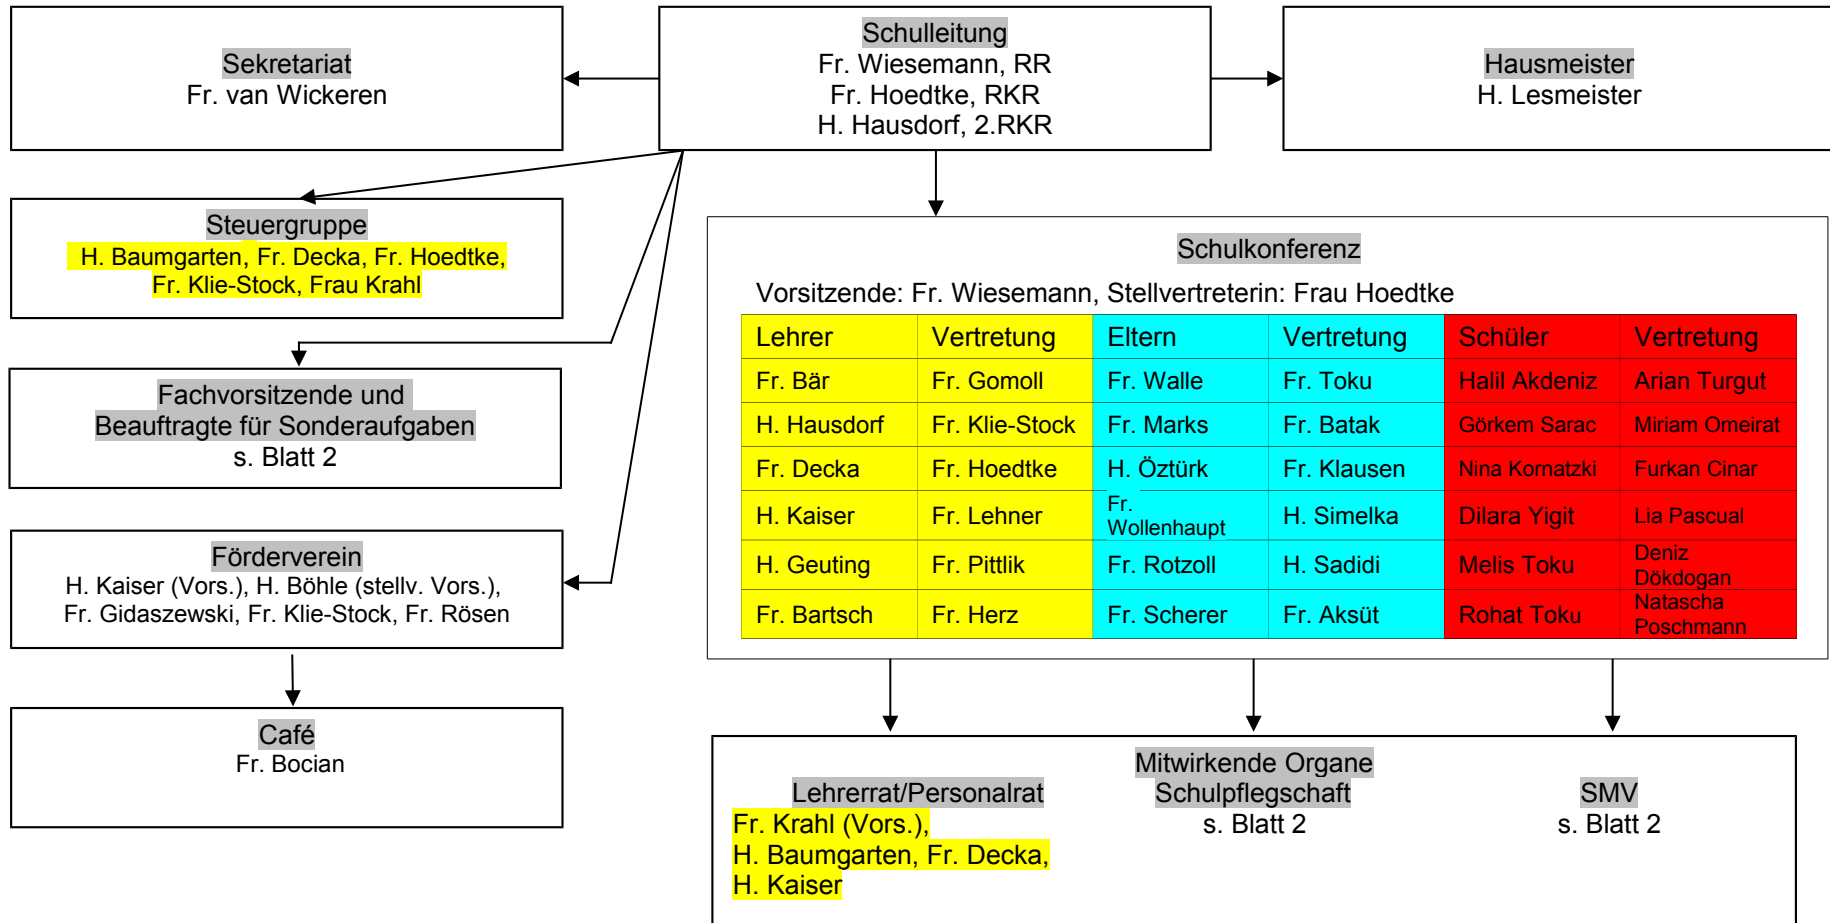 Sekretariat
Fr. van Wickeren
Schulleitung
Fr. Wiesemann, RR
Fr. Hoedtke, RKR
H. Hausdorf, 2.RKR
Hausmeister
H. Lesmeister
Steuergruppe
H. Baumgarten, Fr. Decka, Fr. Hoedtke,
Fr. Klie-Stock, Frau Krahl
Fachvorsitzende und
Beauftragte für Sonderaufgaben
s. Blatt 2
Förderverein
H. Kaiser (Vors.), H. Böhle (stellv. Vors.),
Fr. Gidaszewski, Fr. Klie-Stock, Fr. Rösen
Café
Fr. Bocian
Schulkonferenz
Vorsitzende: Fr. Wiesemann, Stellvertreterin: Frau Hoedtke
Lehrer Vertretung Eltern Vertretung Schüler Vertretung
Fr. Bär Fr. Gomoll Fr. Walle Fr. Toku Halil Akdeniz Arian Turgut
H. Hausdorf Fr. Klie-Stock Fr. Marks Fr. Batak Görkem Sarac Miriam Omeirat
Fr. Decka Fr. Hoedtke H. Öztürk Fr. Klausen Nina Kornatzki Furkan Cinar
H. Kaiser Fr. Lehner Fr. Wollenhaupt H. Simelka Dilara Yigit Lia Pascual
H. Geuting Fr. Pittlik Fr. Rotzoll H. Sadidi Melis Toku Deniz Dökdogan
Fr. Bartsch Fr. Herz Fr. Scherer Fr. Aksüt Rohat Toku Natascha Poschmann
Lehrerrat/Personalrat
Fr. Krahl (Vors.),
H. Baumgarten, Fr. Decka,
H. Kaiser
Mitwirkende Organe
Schulpflegschaft
s. Blatt 2
SMV
s. Blatt 2